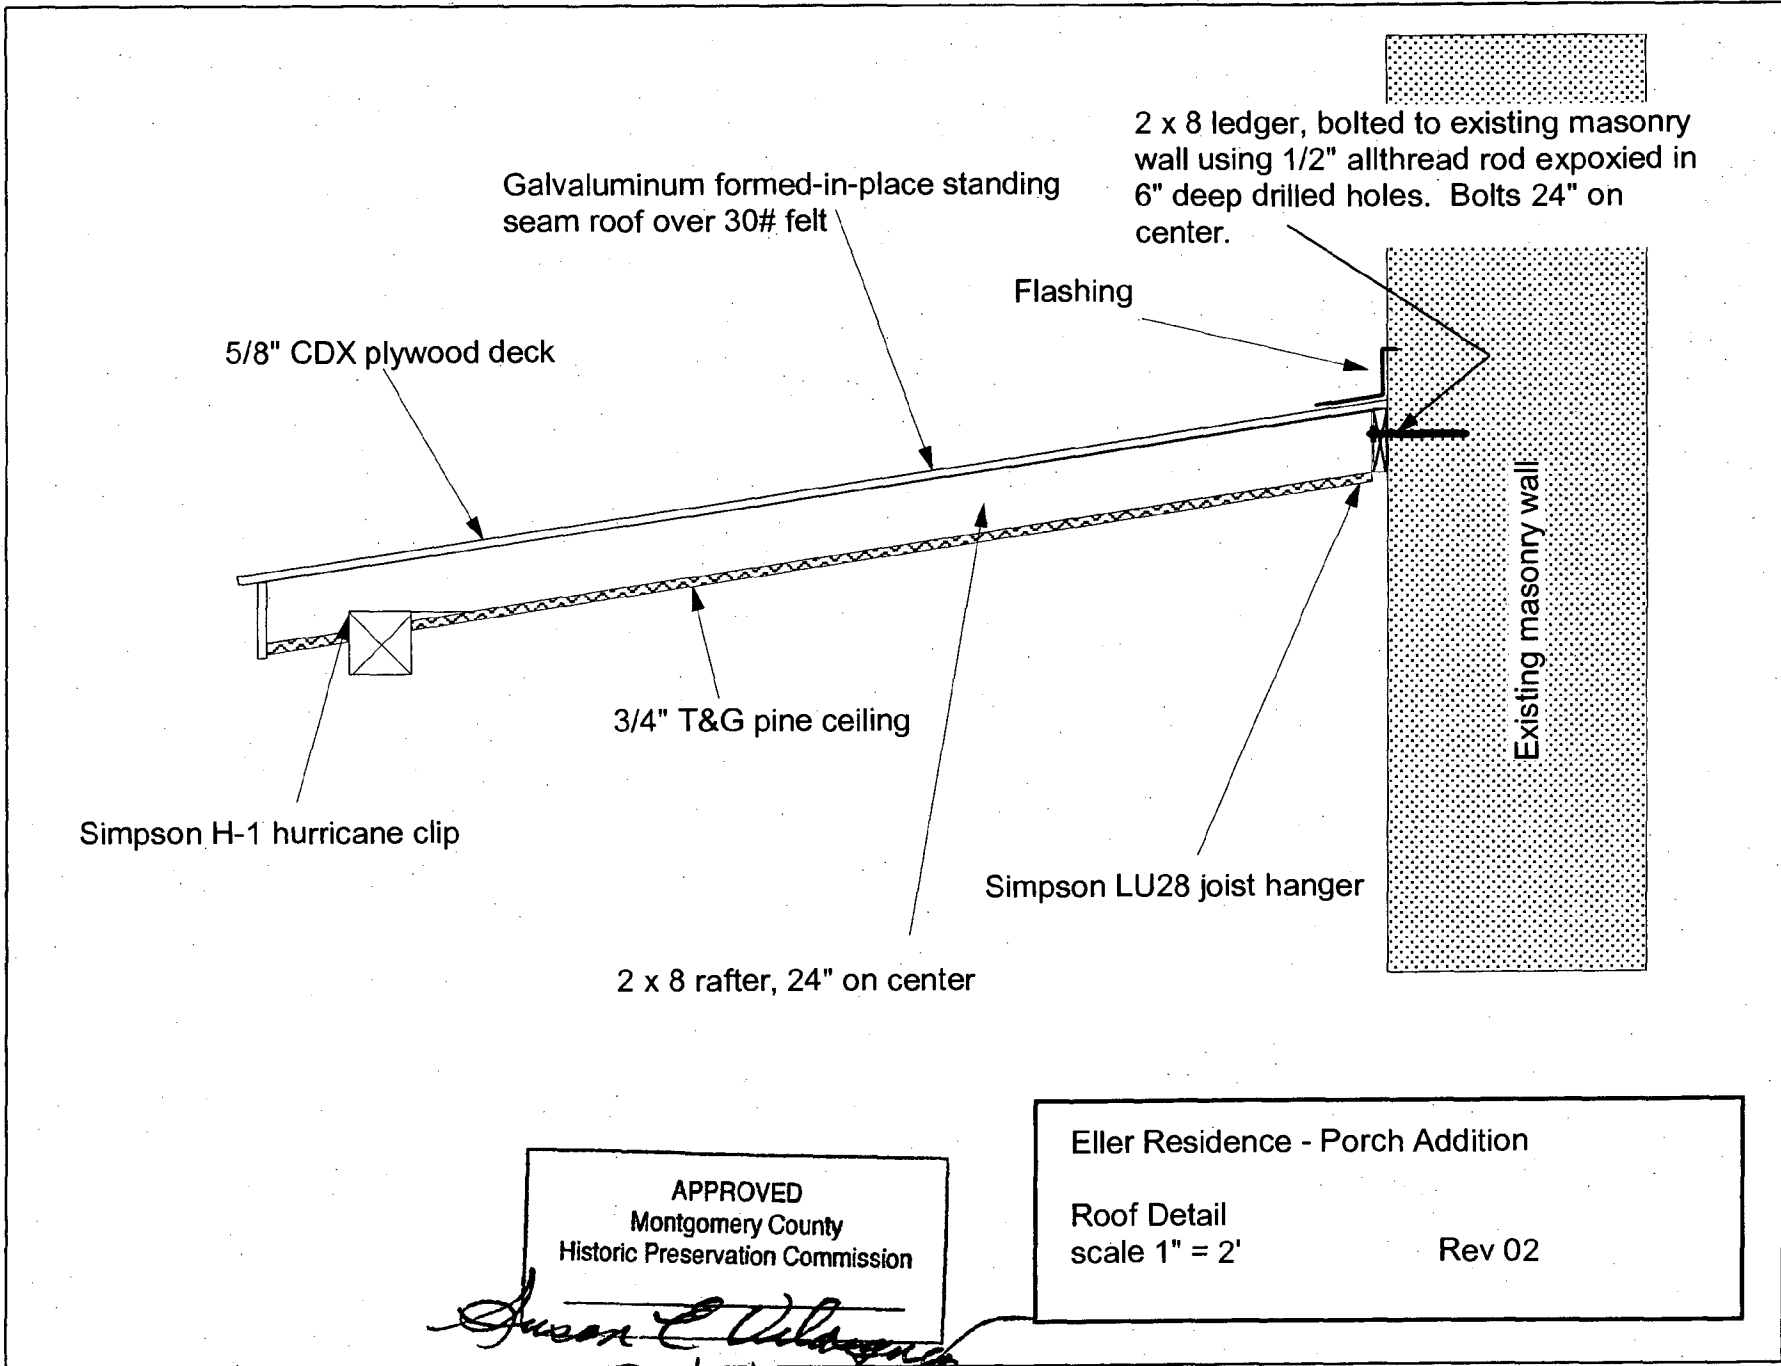 2 x 8 ledger, bolted to existing masonry
wall using 1/2" allthread rod expoxied in
6" deep drilled holes. Bolts 24" on
center.
Galvaluminum formed-in-place standing
seam roof over 30# felt
Flashing
5/8" CDX plywood deck
Existing masonry wall
3/4" T&G pine ceiling
Simpson H-1 hurricane clip
Simpson LU28 joist hanger
2 x 8 rafter, 24" on center
APPROVED
Montgomery County
Historic Preservation Commission
Susan C
Eller Residence - Porch Addition
Roof Detail
scale 1" = 2'
Rev 02